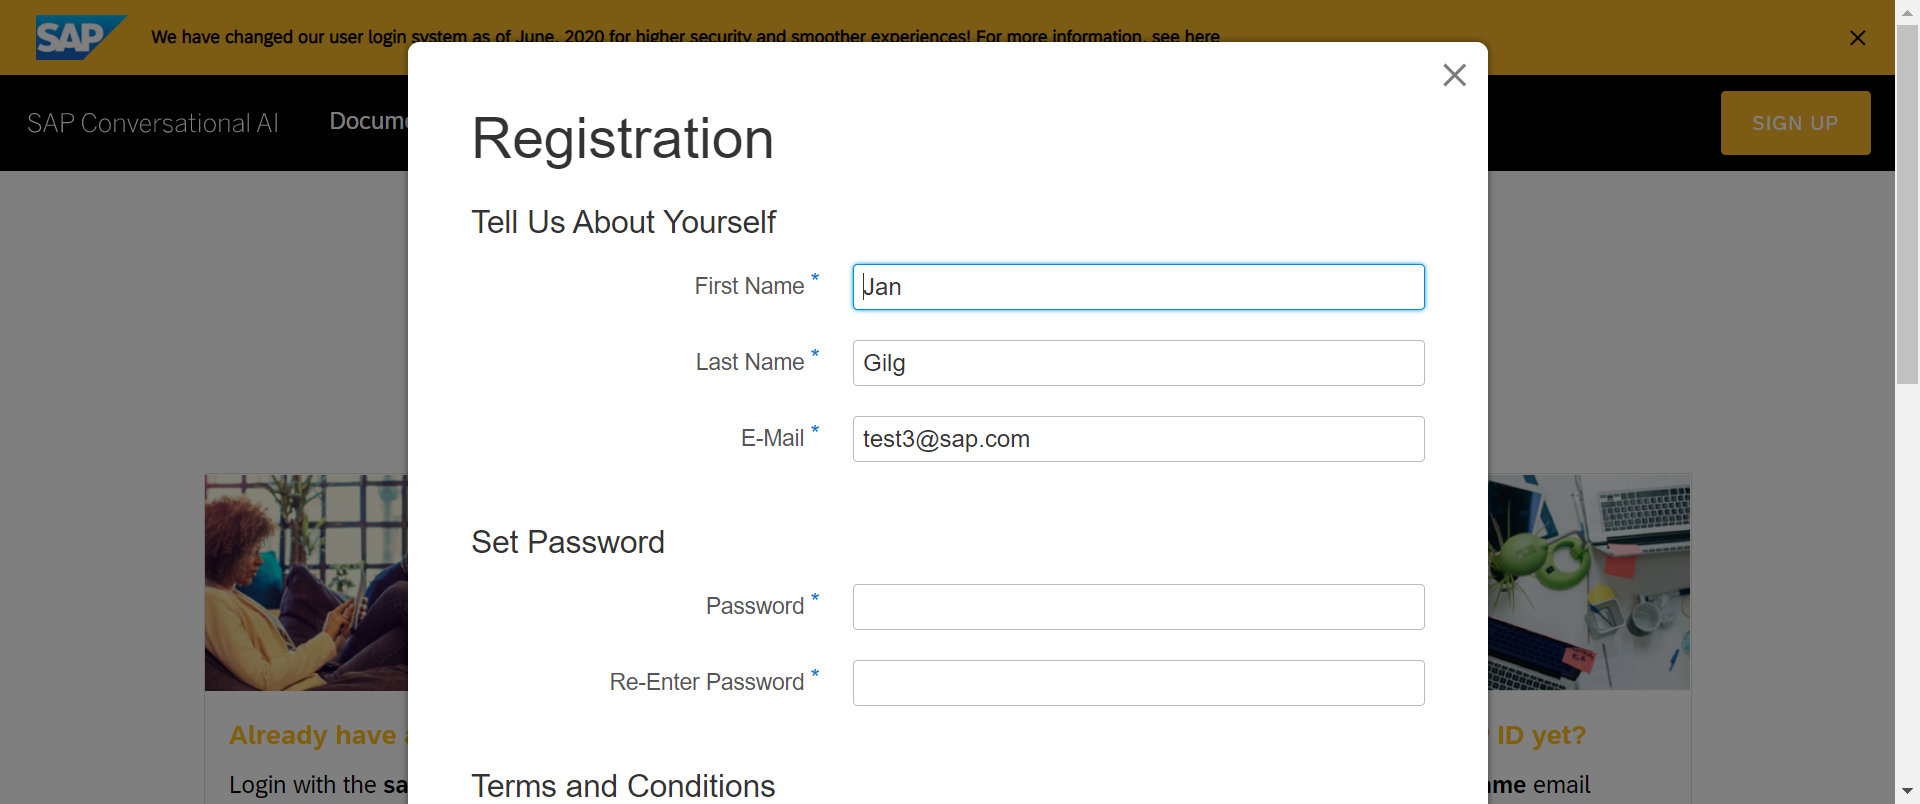 SAP
We have changed our user login system as of June, 2020 for higher security and smoother experiences! For more information, see here
SAP Conversational AI
Docume
SIGN UP
Registration
Tell Us About Yourself
First Name *
Jan
Last Name *
Gilg
E-Mail *
test3@sap.com
Set Password
Password *
Re-Enter Password *
Already have
ID yet?
Login with the sa
me email
Terms and Conditions